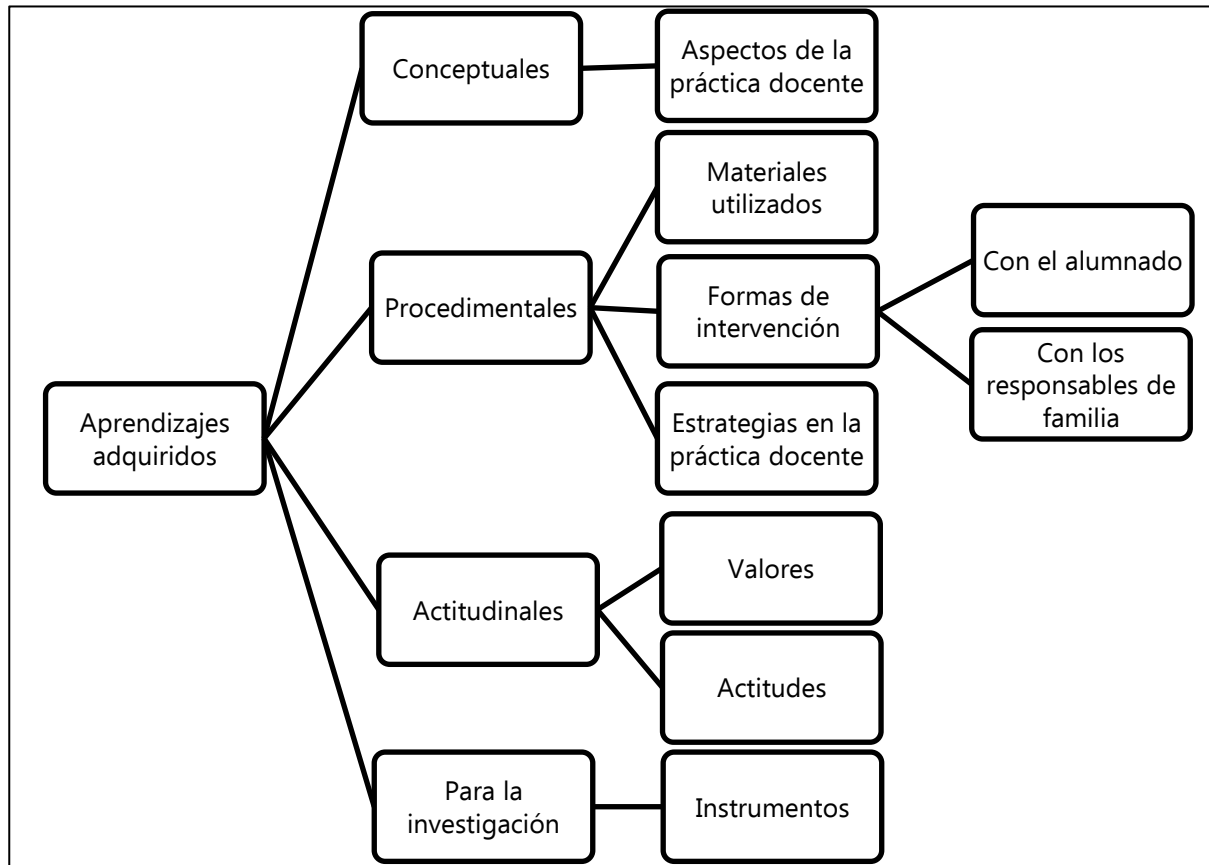 Conceptuales
Aspectos de la
práctica docente
Materiales
utilizados
Procedimentales
Formas de
intervención
Con el alumnado
Con los
responsables de
familia
Estrategias en la
práctica docente
Aprendizajes
adquiridos
Actitudinales
Valores
Actitudes
Para la
investigación
Instrumentos